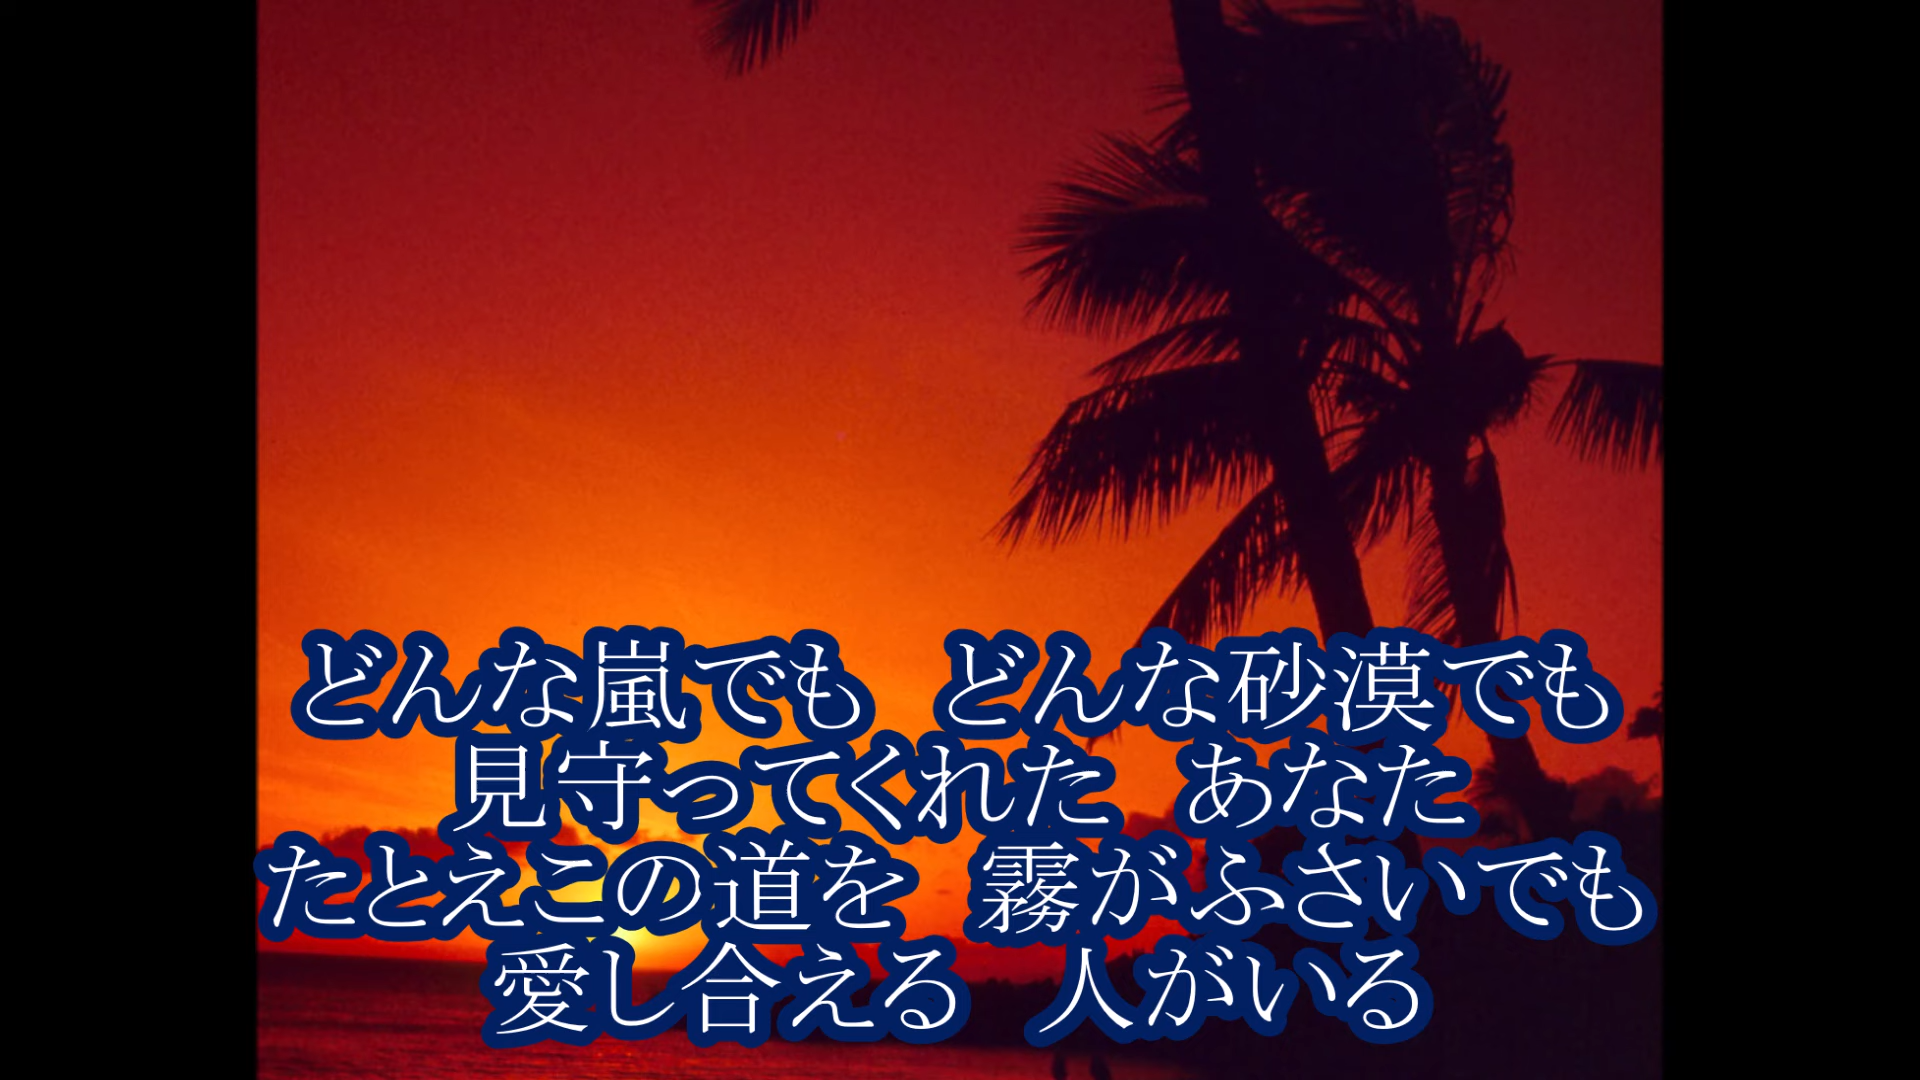 どんな嵐でも　どんな砂漠でも
見守ってくれた　あなた
たとえこの道を　霧がふさいでも
愛し合える　人がいる